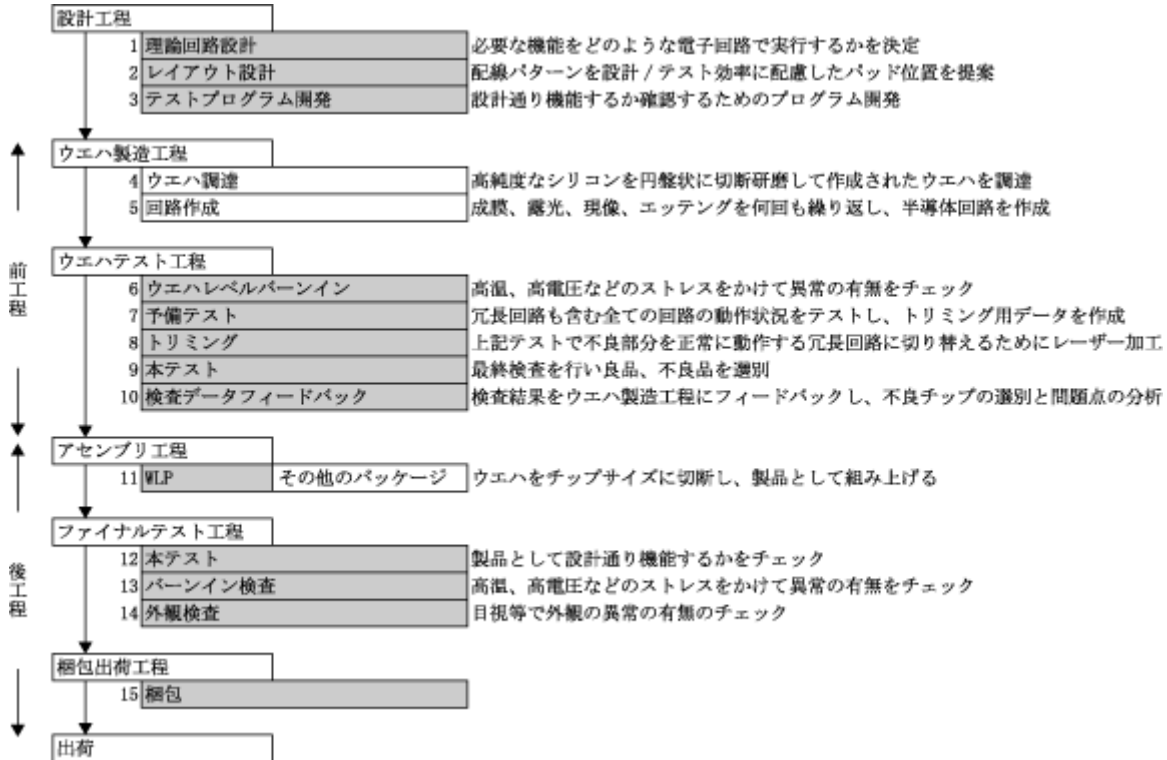 設計工程
1 理論回路設計 必要な機能をどのような電子回路で実行するかを決定
2 レイアウト設計 配線パターンを設計/テスト効率に配慮したパッド位置を提案
3 テストプログラム開発 設計通り機能するか確認するためのプログラム開発
前工程
ウエハ製造工程
4 ウエハ調達 高純度なシリコンを円盤状に切断研磨して作成されたウエハを調達
5 回路作成 成膜、露光、現像、エッテングを何回も繰り返し、半導体回路を作成
ウエハテスト工程
6 ウエハレベルバーンイン 高温、高電圧などのストレスをかけて異常の有無をチェック
7 予備テスト 冗長回路も含む全ての回路の動作状況をテストし、トリミング用データを作成
8 トリミング 上記テストで不良部分を正常に動作する冗長回路に切り替えるためにレーザー加工
9 本テスト 最終検査を行い良品、不良品を選別
10 検査データフィードバック 検査結果をウエハ製造工程にフィードバックし、不良チップの選別と問題点の分析
後工程
アセンブリ工程
11 WLP その他のパッケージ ウエハをチップサイズに切断し、製品として組み上げる
ファイナルテスト工程
12 本テスト 製品として設計通り機能するかをチェック
13 バーンイン検査 高温、高電圧などのストレスをかけて異常の有無をチェック
14 外観検査 目視等で外観の異常の有無のチェック
梱包出荷工程
15 梱包
出荷